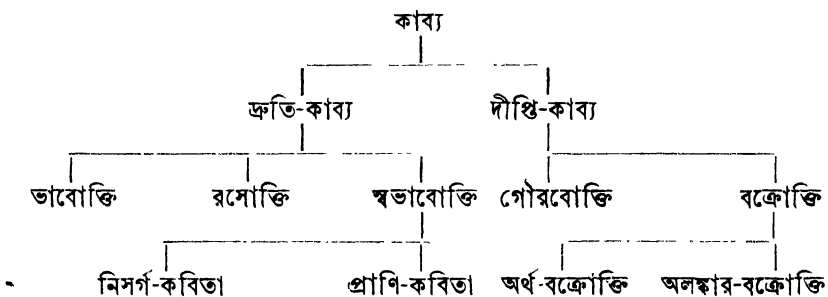 কাব্য
দ্রুতি-কাব্য দীপ্তি-কাব্য
ভাবোক্তি রসোক্তি স্বভাবোক্তি গৌরবোক্তি বক্রোক্তি
নিসর্গ-কবিতা প্রাণি-কবিতা অর্থ-বক্রোক্তি অলঙ্কার-বক্রোক্তি